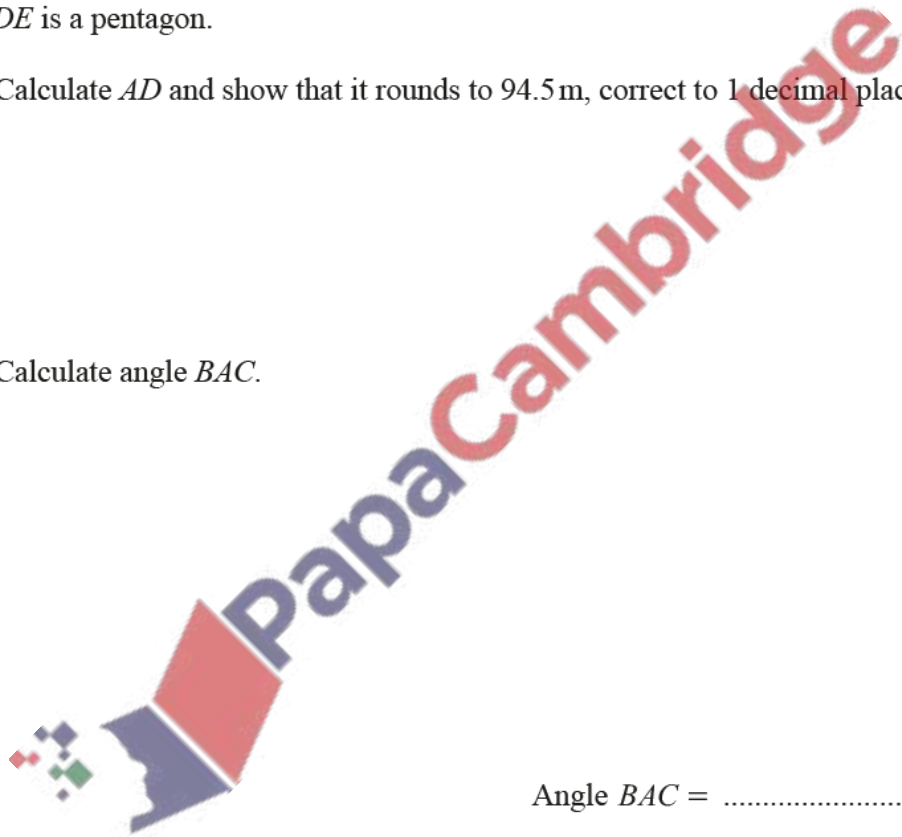 DE is a pentagon.
Calculate AD and show that it rounds to 94.5 m, correct to 1 decimal plac
Calculate angle BAC.
PapaCambridge
Angle BAC = ........................